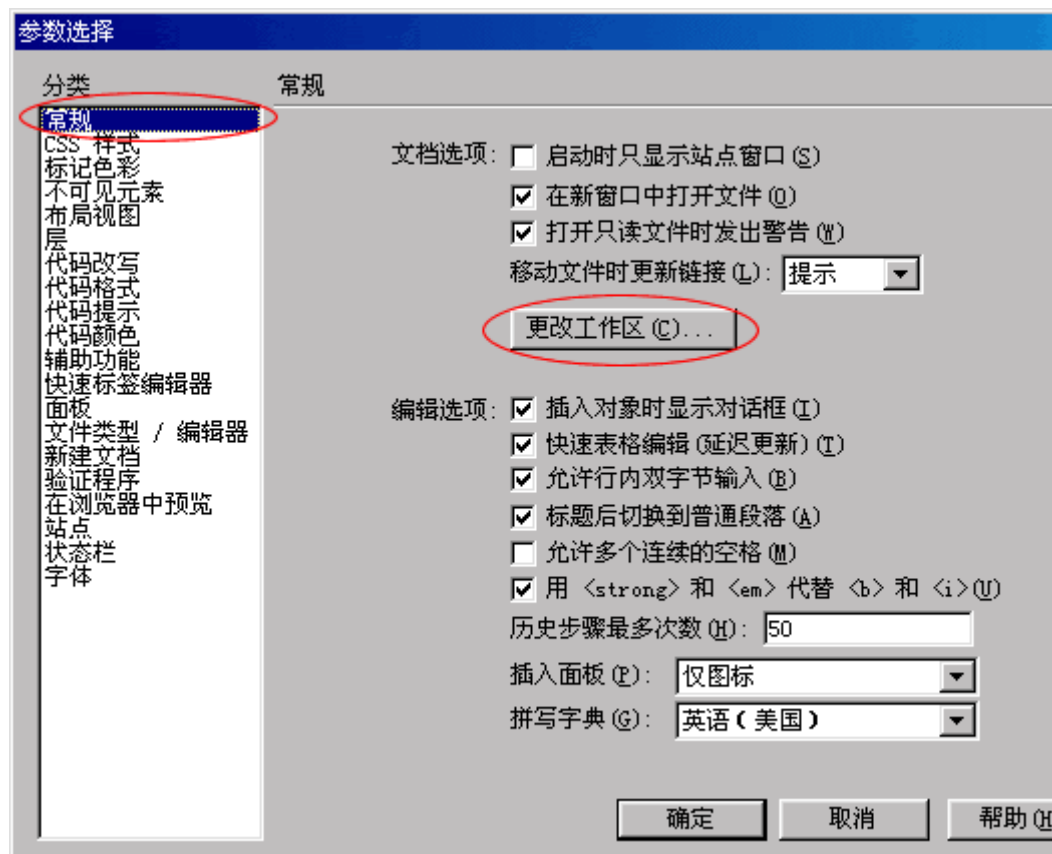 参数选择
分类
常规
常规
CSS 样式
标记色彩
不可见元素
布局视图
层
代码改写
代码格式
代码提示
代码颜色
辅助功能
快速标签编辑器
面板
文件类型 / 编辑器
新建文档
验证程序
在浏览器中预览
站点
状态栏
字体
文档选项: 启动时只显示站点窗口(S)
在新窗口中打开文件(O)
打开只读文件时发出警告(W)
移动文件时更新链接(L): 提示
更改工作区(C)...
编辑选项: 插入对象时显示对话框(I)
快速表格编辑(延迟更新)(T)
允许行内双字节输入(B)
标题后切换到普通段落(A)
允许多个连续的空格(M)
用 <strong> 和 <em> 代替 <b> 和 <i>(U)
历史步骤最多次数(H): 50
插入面板(P): 仅图标
拼写字典(G): 英语(美国)
确定 取消 帮助(H